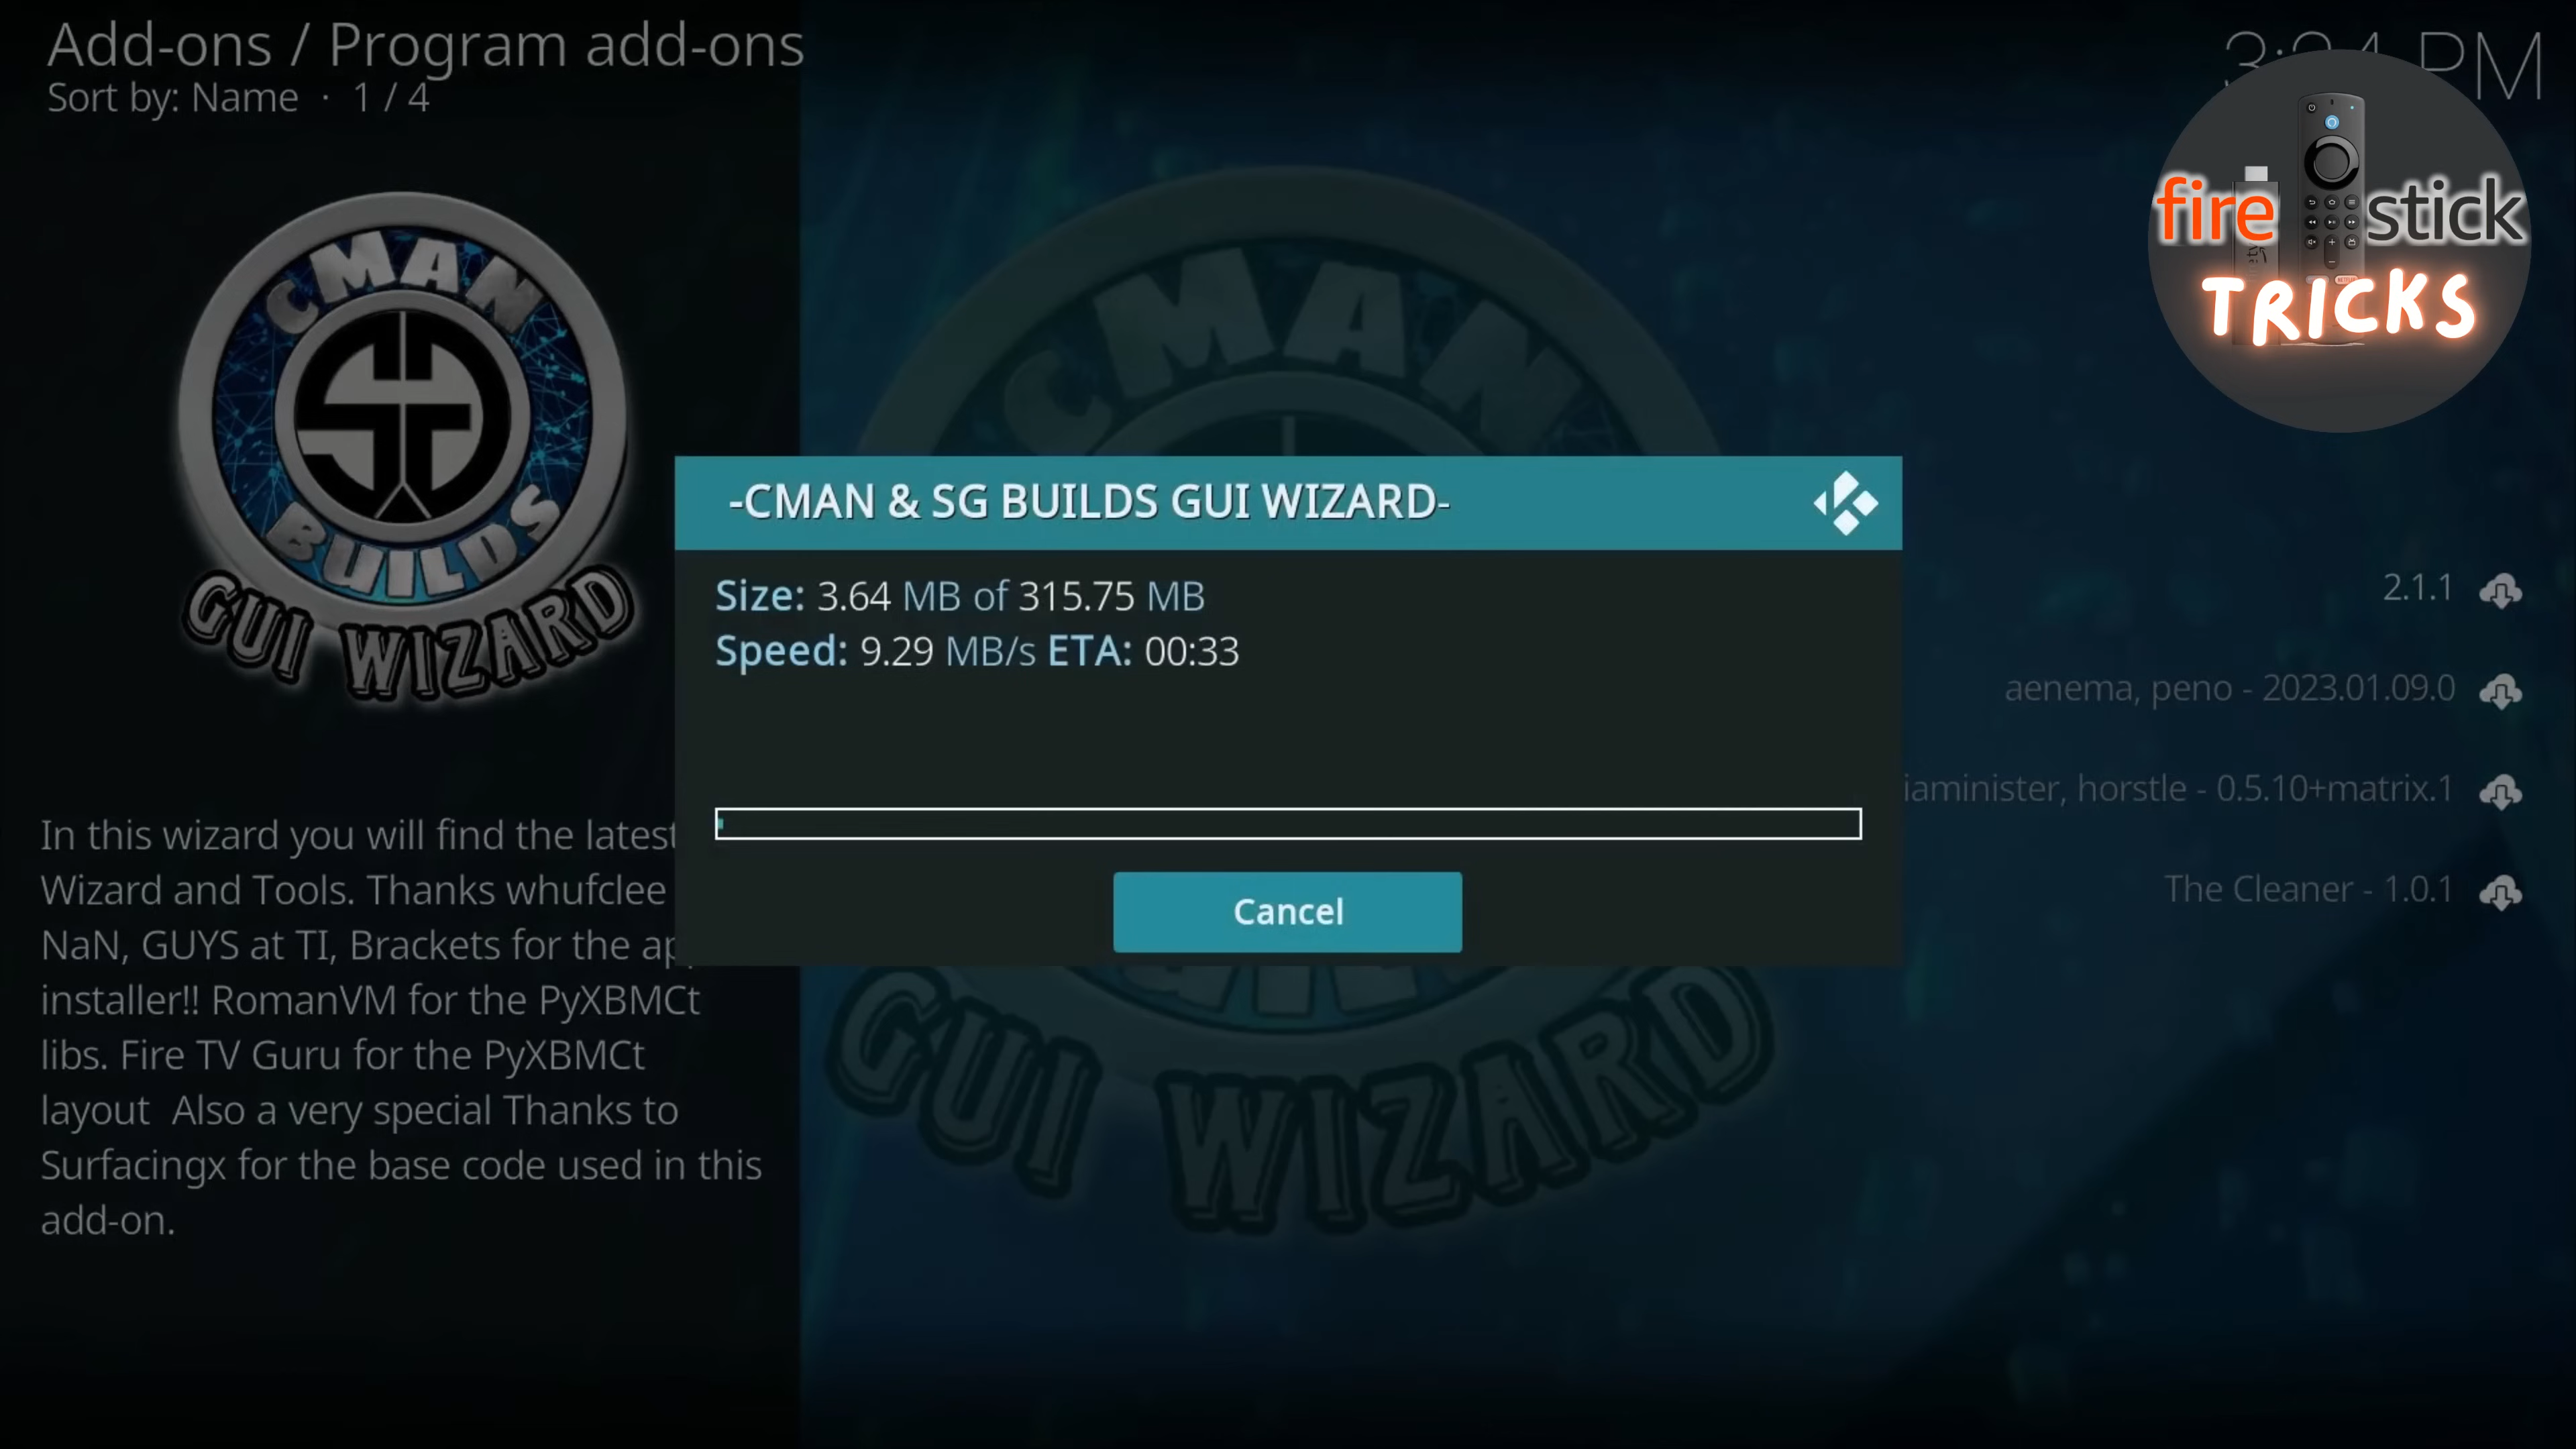 Add-ons / Program add-ons
Sort by: Name · 1 / 4
PM
fire stick
TRICKS
CMAN
BUILDS
GUI WIZARD
CMAN
-CMAN & SG BUILDS GUI WIZARD-
Size: 3.64 MB of 315.75 MB
Speed: 9.29 MB/s ETA: 00:33
Cancel
2.1.1
aenema, peno - 2023.01.09.0
iaminister, horstle - 0.5.10+matrix.1
The Cleaner - 1.0.1
In this wizard you will find the latest
Wizard and Tools. Thanks whufclee
NaN, GUYS at TI, Brackets for the
installer!! RomanVM for the PyXBMCt
libs. Fire TV Guru for the PyXBMCt
layout Also a very special Thanks to
Surfacingx for the base code used in this
add-on.
GUI WIZARD